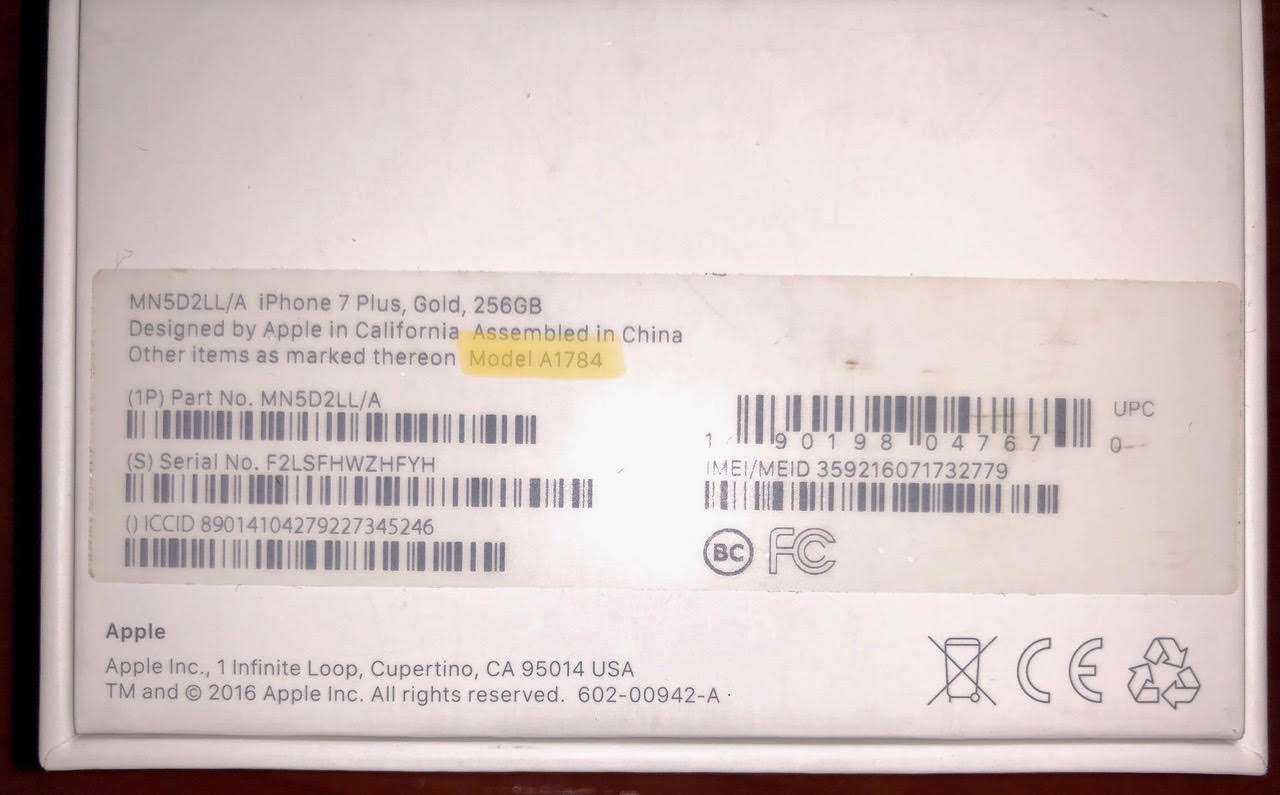 MN5D2LL/A iPhone 7 Plus, Gold, 256GB
Designed by Apple in California Assembled in China
Other items as marked thereon Model A1784
(1P) Part No. MN5D2LL/A
(S) Serial No. F2LSFHWZHFYH
() ICCID 89014104279227345246
UPC
1 90198 04767 0
IMEI/MEID 359216071732779
BC FC
Apple
Apple Inc., 1 Infinite Loop, Cupertino, CA 95014 USA
TM and © 2016 Apple Inc. All rights reserved. 602-00942-A
CE